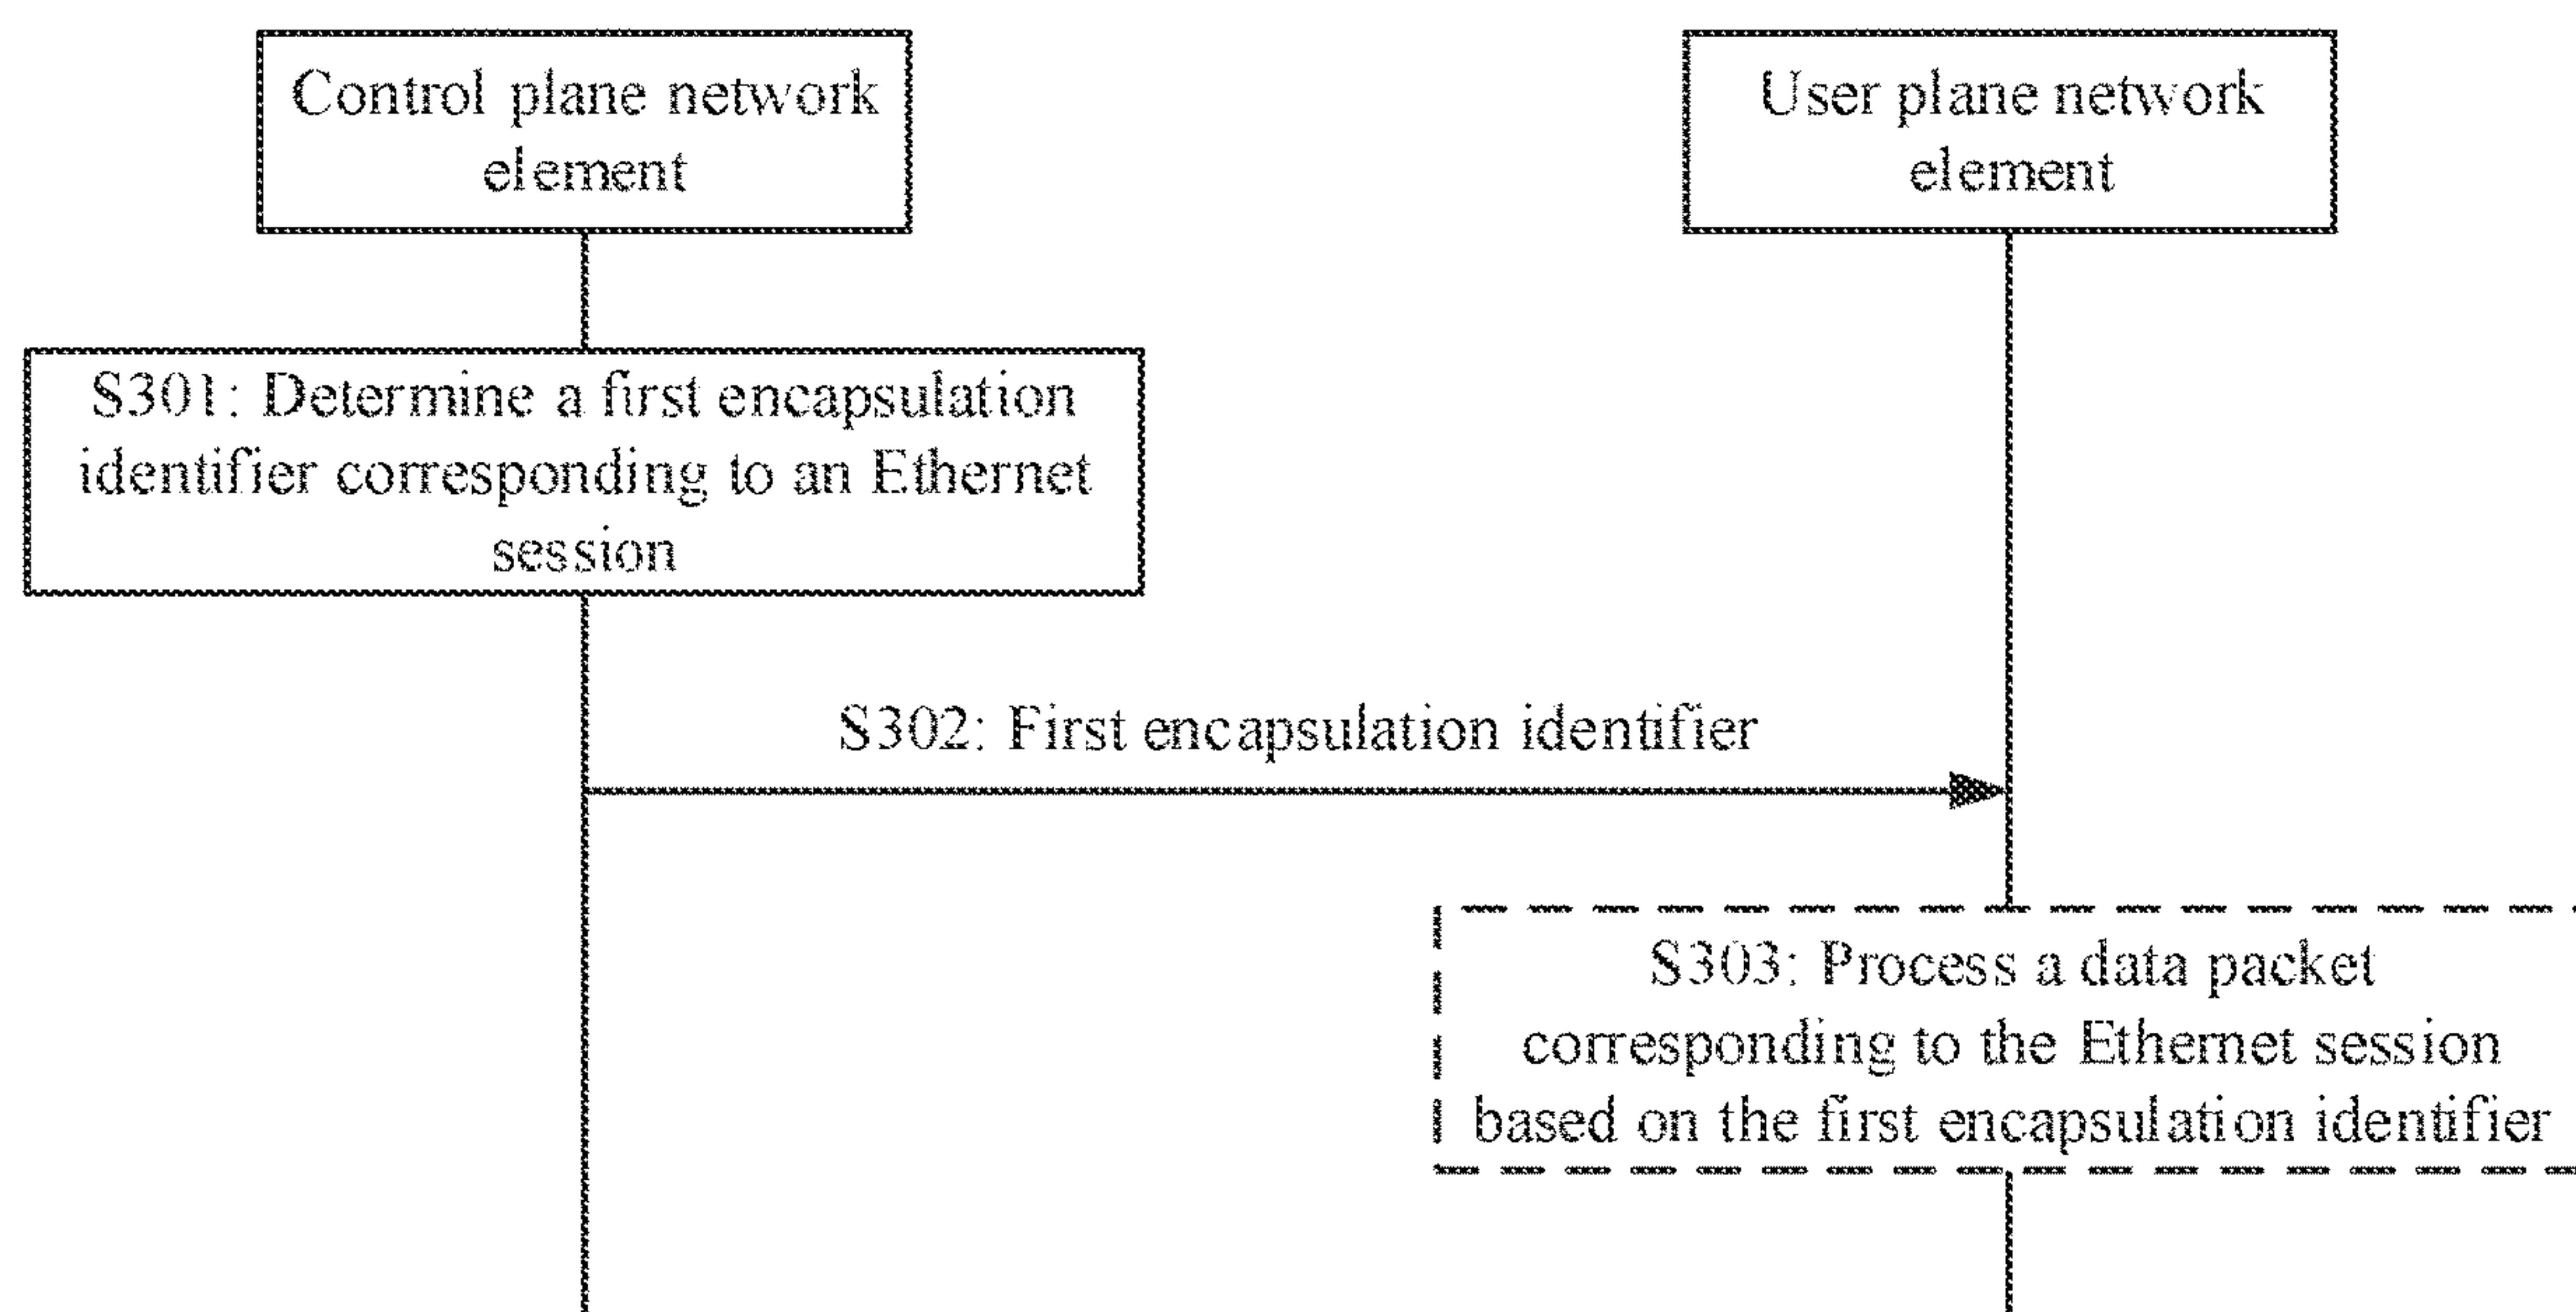 Control plane network
element
User plane network
element
S301: Determine a first encapsulation
identifier corresponding to an Ethernet
session
S302: First encapsulation identifier
S303: Process a data packet
corresponding to the Ethernet session
based on the first encapsulation identifier